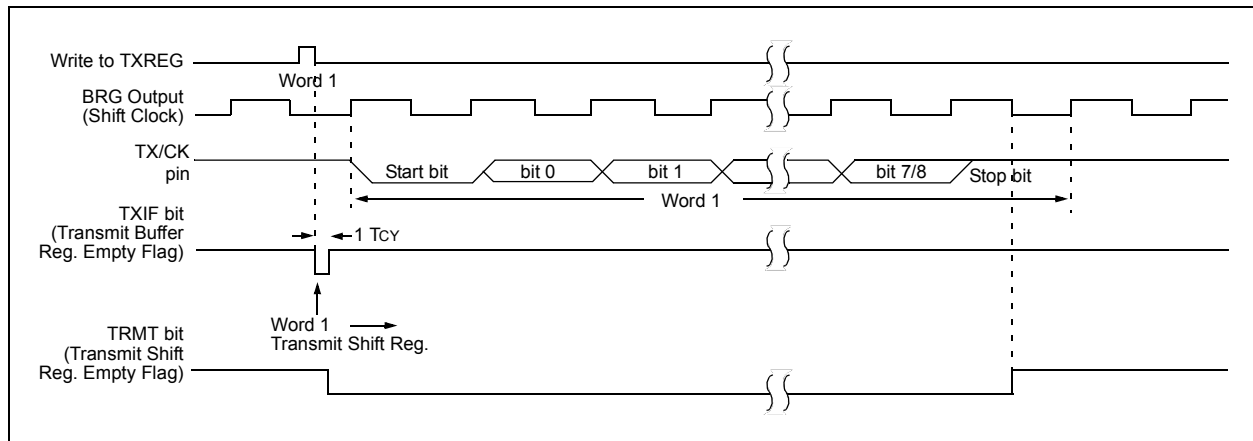 Write to TXREG
Word 1
BRG Output
(Shift Clock)
TX/CK
pin
Start bit
bit 0
bit 1
bit 7/8
Stop bit
Word 1
TXIF bit
(Transmit Buffer
Reg. Empty Flag)
1 TCY
Word 1
Transmit Shift Reg.
TRMT bit
(Transmit Shift
Reg. Empty Flag)